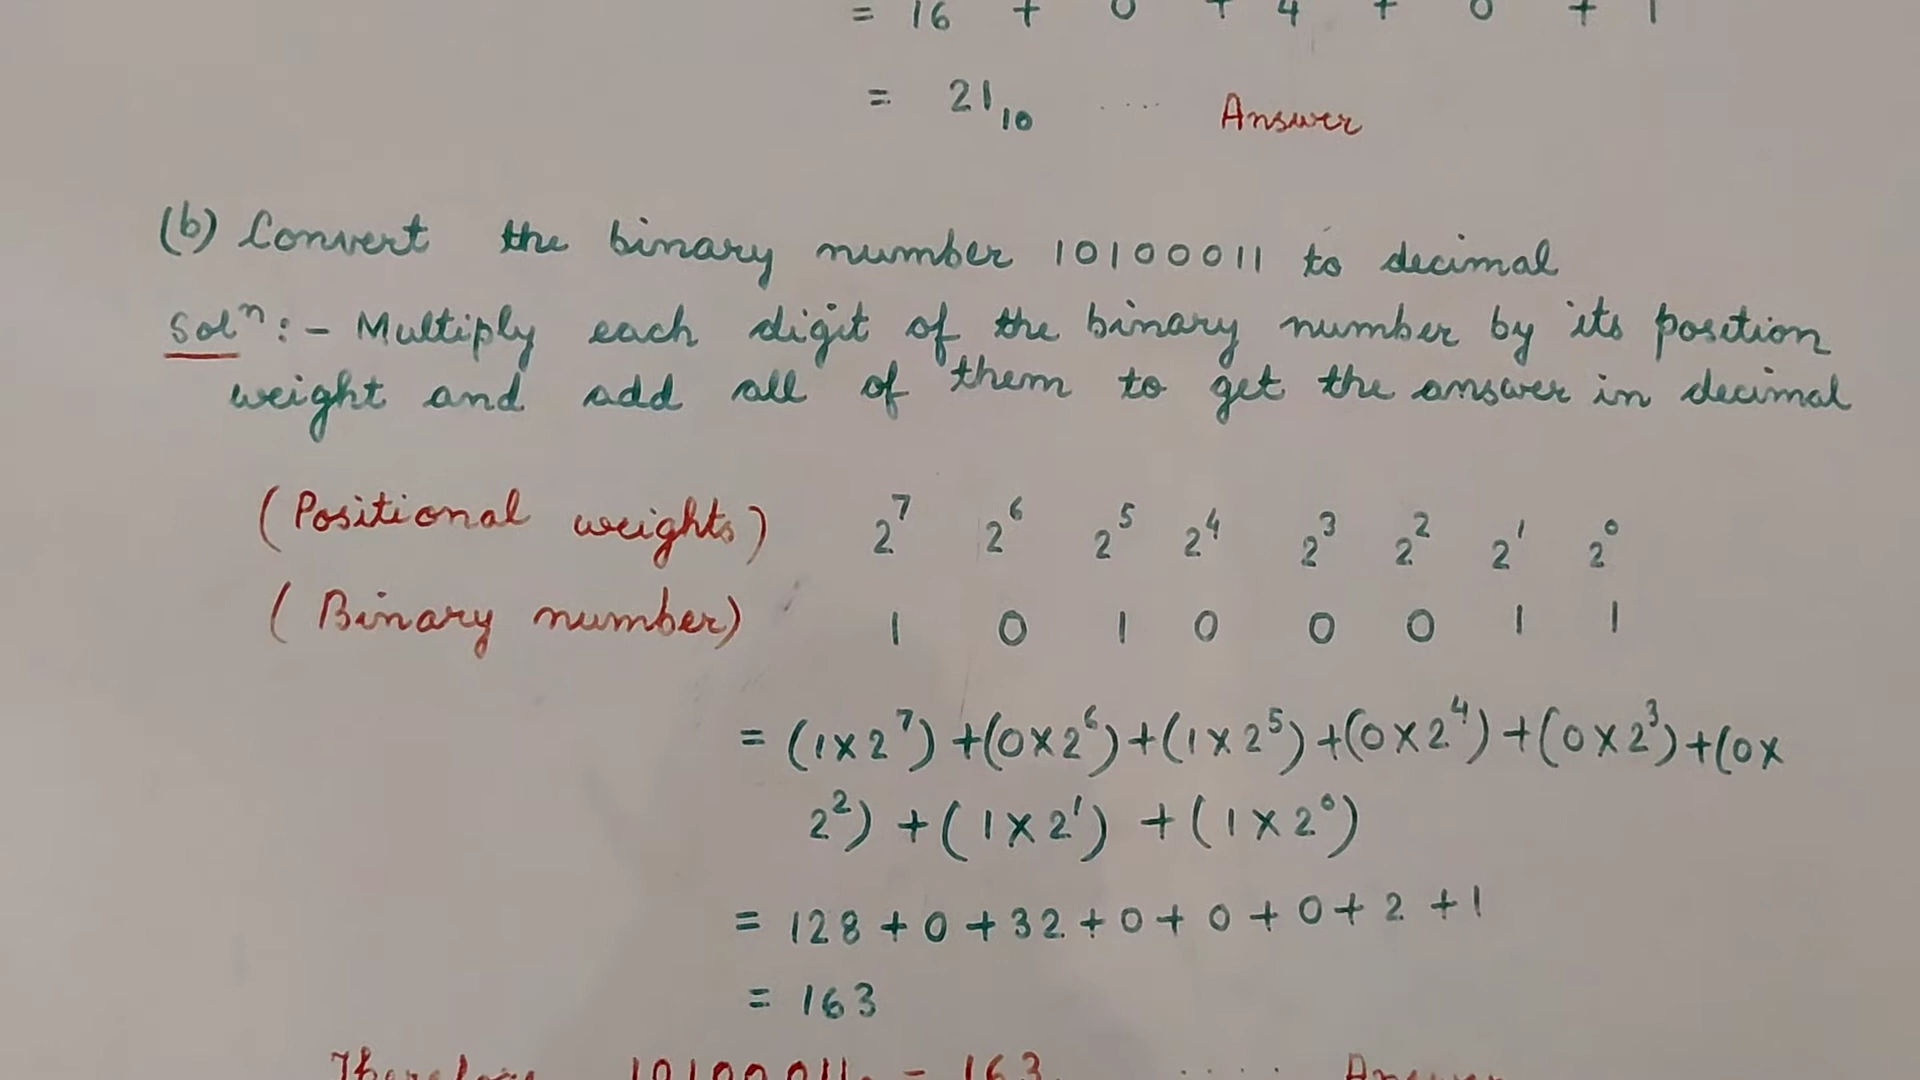 = 16 + 0 + 4 + 0 + 1
= 21₁₀ .... Answer
(b) Convert the binary number 10100011 to decimal
Solⁿ:- Multiply each digit of the binary number by its position
weight and add all of them to get the answer in decimal
(Positional weights) 2⁷ 2⁶ 2⁵ 2⁴ 2³ 2² 2¹ 2⁰
(Binary number) 1 0 1 0 0 0 1 1
= (1×2⁷) +(0×2⁶)+(1×2⁵)+(0×2⁴)+(0×2³)+(0×
2²) + (1×2¹) + (1×2⁰)
= 128 + 0 + 32 + 0 + 0 + 0 + 2 + 1
= 163
Therefore 10100011₂ = 163 ..... Answer